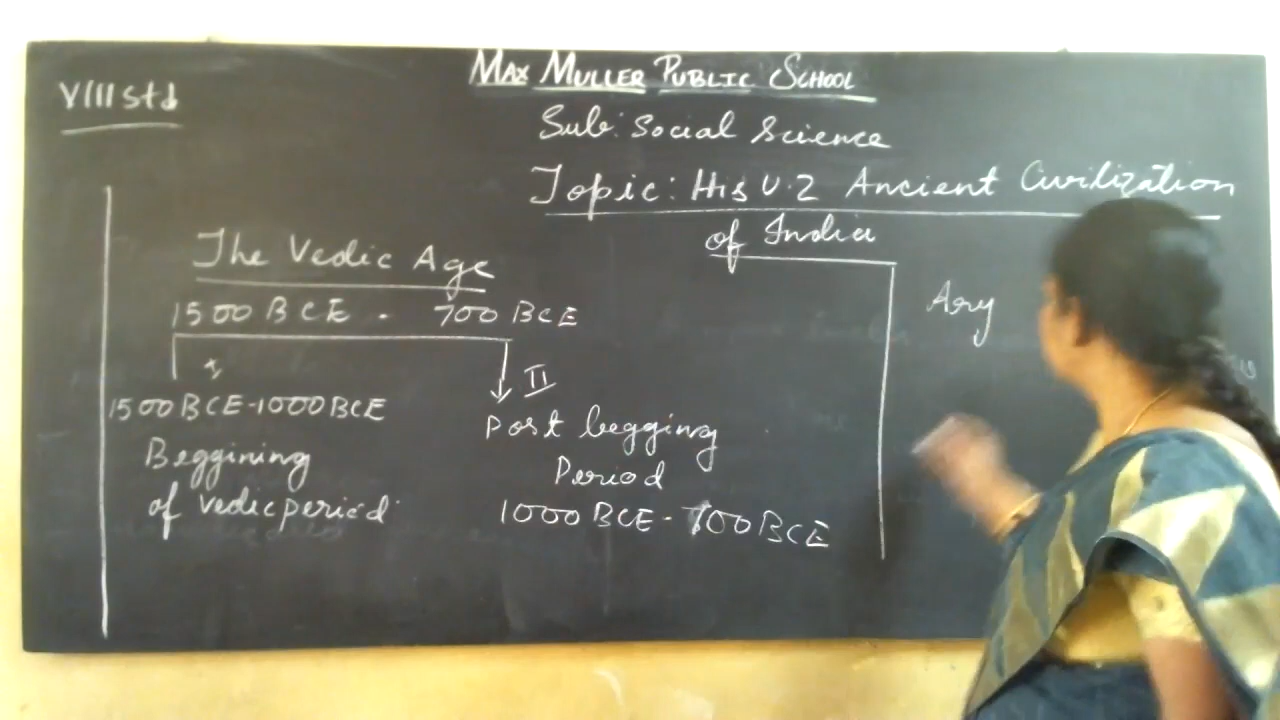 MAX MULLER PUBLIC SCHOOL
VIII std
Sub: Social Science
Topic: His U.2 Ancient Civilization
of India
The Vedic Age
1500 BCE - 700 BCE
I
1500 BCE-1000 BCE
Beggining
of vedic period
II
Post begging
Period
1000 BCE - 700 BCE
Ary